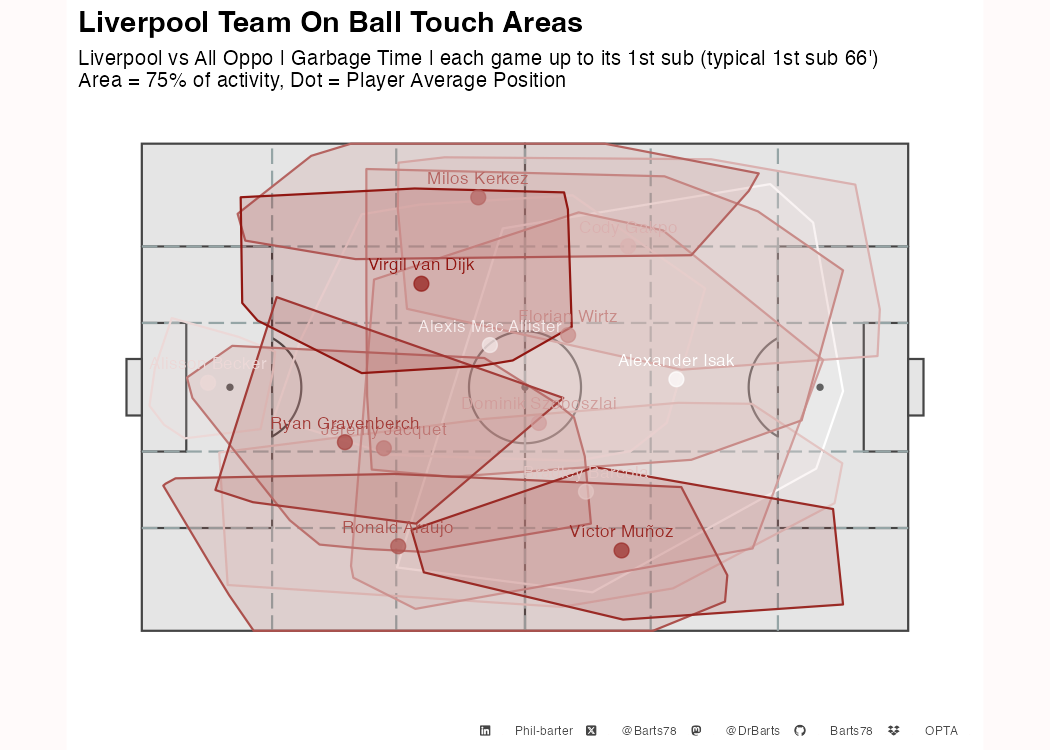 Liverpool Team On Ball Touch Areas
Liverpool vs All Oppo | Garbage Time | each game up to its 1st sub (typical 1st sub 66')
Area = 75% of activity, Dot = Player Average Position
Milos Kerkez
Cody Gakpo
Virgil van Dijk
Florian Wirtz
Alexis Mac Allister
Alexander Isak
Alisson Becker
Dominik Szoboszlai
Ryan Gravenberch
Jérémy Jacquet
Ronald Araujo
Victor Muñoz
Phil-barter
@Barts78
@DrBarts
Barts78
OPTA